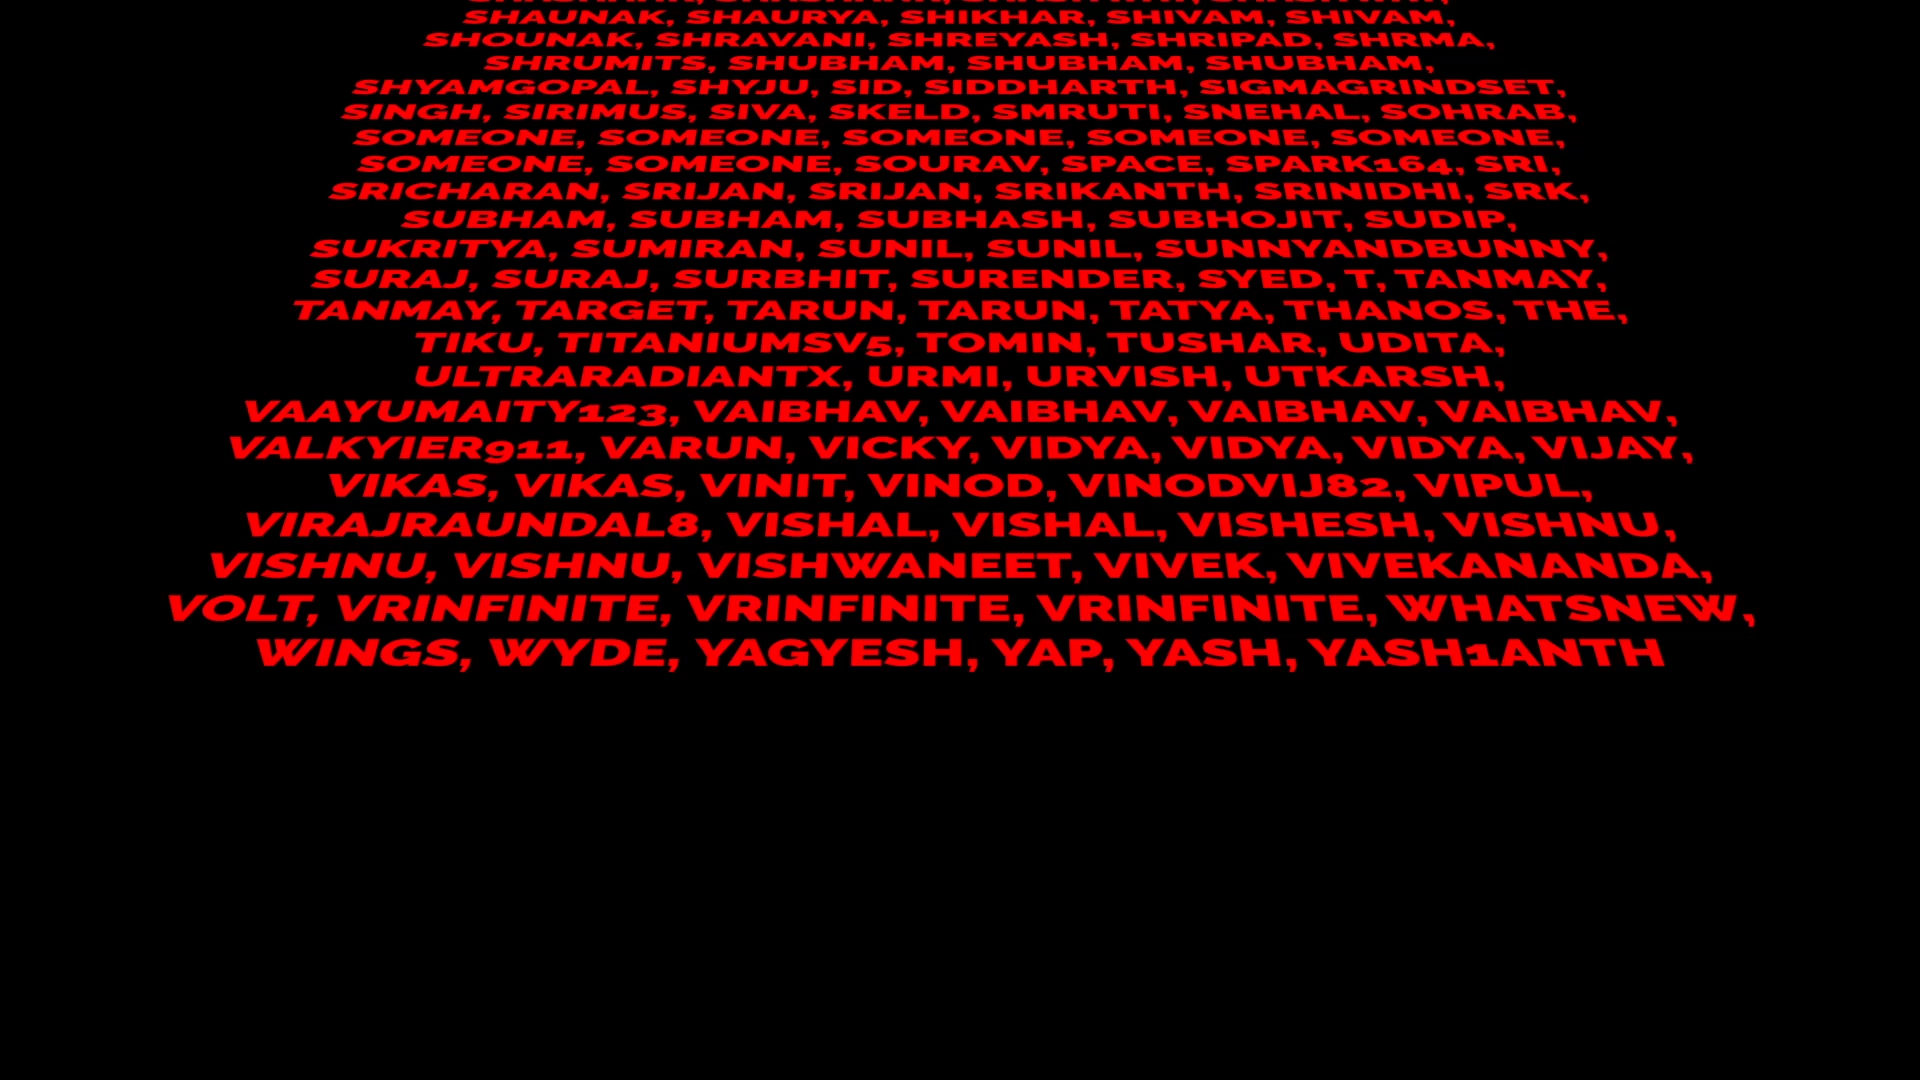 SHAUNAK, SHAURYA, SHIKHAR, SHIVAM, SHIVAM,
SHOUNAK, SHRAVANI, SHREYASH, SHRIPAD, SHRMA,
SHRUMITS, SHUBHAM, SHUBHAM, SHUBHAM,
SHYAMGOPAL, SHYJU, SID, SIDDHARTH, SIGMAGRINDSET,
SINGH, SIRIMUS, SIVA, SKELD, SMRUTI, SNEHAL, SOHRAB,
SOMEONE, SOMEONE, SOMEONE, SOMEONE, SOMEONE,
SOMEONE, SOMEONE, SOURAV, SPACE, SPARK164, SRI,
SRICHARAN, SRIJAN, SRIJAN, SRIKANTH, SRINIDHI, SRK,
SUBHAM, SUBHAM, SUBHASH, SUBHOJIT, SUDIP,
SUKRITYA, SUMIRAN, SUNIL, SUNIL, SUNNYANDBUNNY,
SURAJ, SURAJ, SURBHIT, SURENDER, SYED, T, TANMAY,
TANMAY, TARGET, TARUN, TARUN, TATYA, THANOS, THE,
TIKU, TITANIUMSV5, TOMIN, TUSHAR, UDITA,
ULTRARADIANTX, URMI, URVISH, UTKARSH,
VAAYUMAITY123, VAIBHAV, VAIBHAV, VAIBHAV, VAIBHAV,
VALKYIER911, VARUN, VICKY, VIDYA, VIDYA, VIDYA, VIJAY,
VIKAS, VIKAS, VINIT, VINOD, VINODVIJ82, VIPUL,
VIRAJRAUNDAL8, VISHAL, VISHAL, VISHESH, VISHNU,
VISHNU, VISHNU, VISHWANEET, VIVEK, VIVEKANANDA,
VOLT, VRINFINITE, VRINFINITE, VRINFINITE, WHATSNEW,
WINGS, WYDE, YAGYESH, YAP, YASH, YASH1ANTH